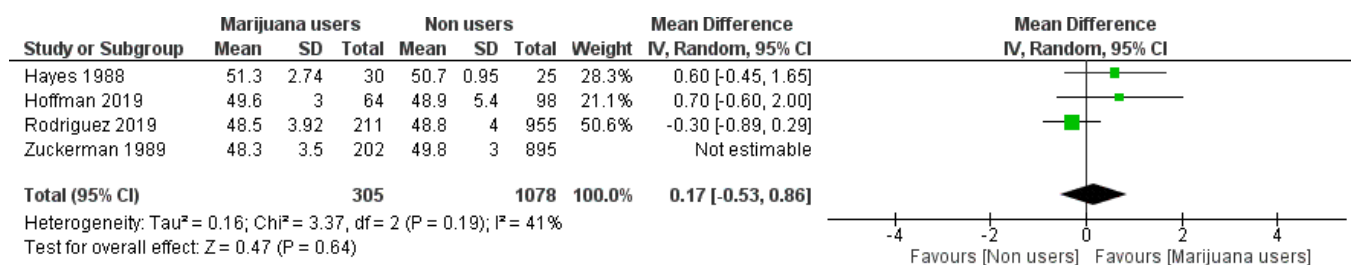 Marijuana users Non users Mean Difference Mean Difference
Study or Subgroup Mean SD Total Mean SD Total Weight IV, Random, 95% CI IV, Random, 95% CI
Hayes 1988 51.3 2.74 30 50.7 0.95 25 28.3% 0.60 [-0.45, 1.65]
Hoffman 2019 49.6 3 64 48.9 5.4 98 21.1% 0.70 [-0.60, 2.00]
Rodriguez 2019 48.5 3.92 211 48.8 4 955 50.6% -0.30 [-0.89, 0.29]
Zuckerman 1989 48.3 3.5 202 49.8 3 895 Not estimable
Total (95% CI) 305 1078 100.0% 0.17 [-0.53, 0.86]
Heterogeneity: Tau² = 0.16; Chi² = 3.37, df = 2 (P = 0.19); I² = 41%
Test for overall effect: Z = 0.47 (P = 0.64)
-4 -2 0 2 4
Favours [Non users] Favours [Marijuana users]